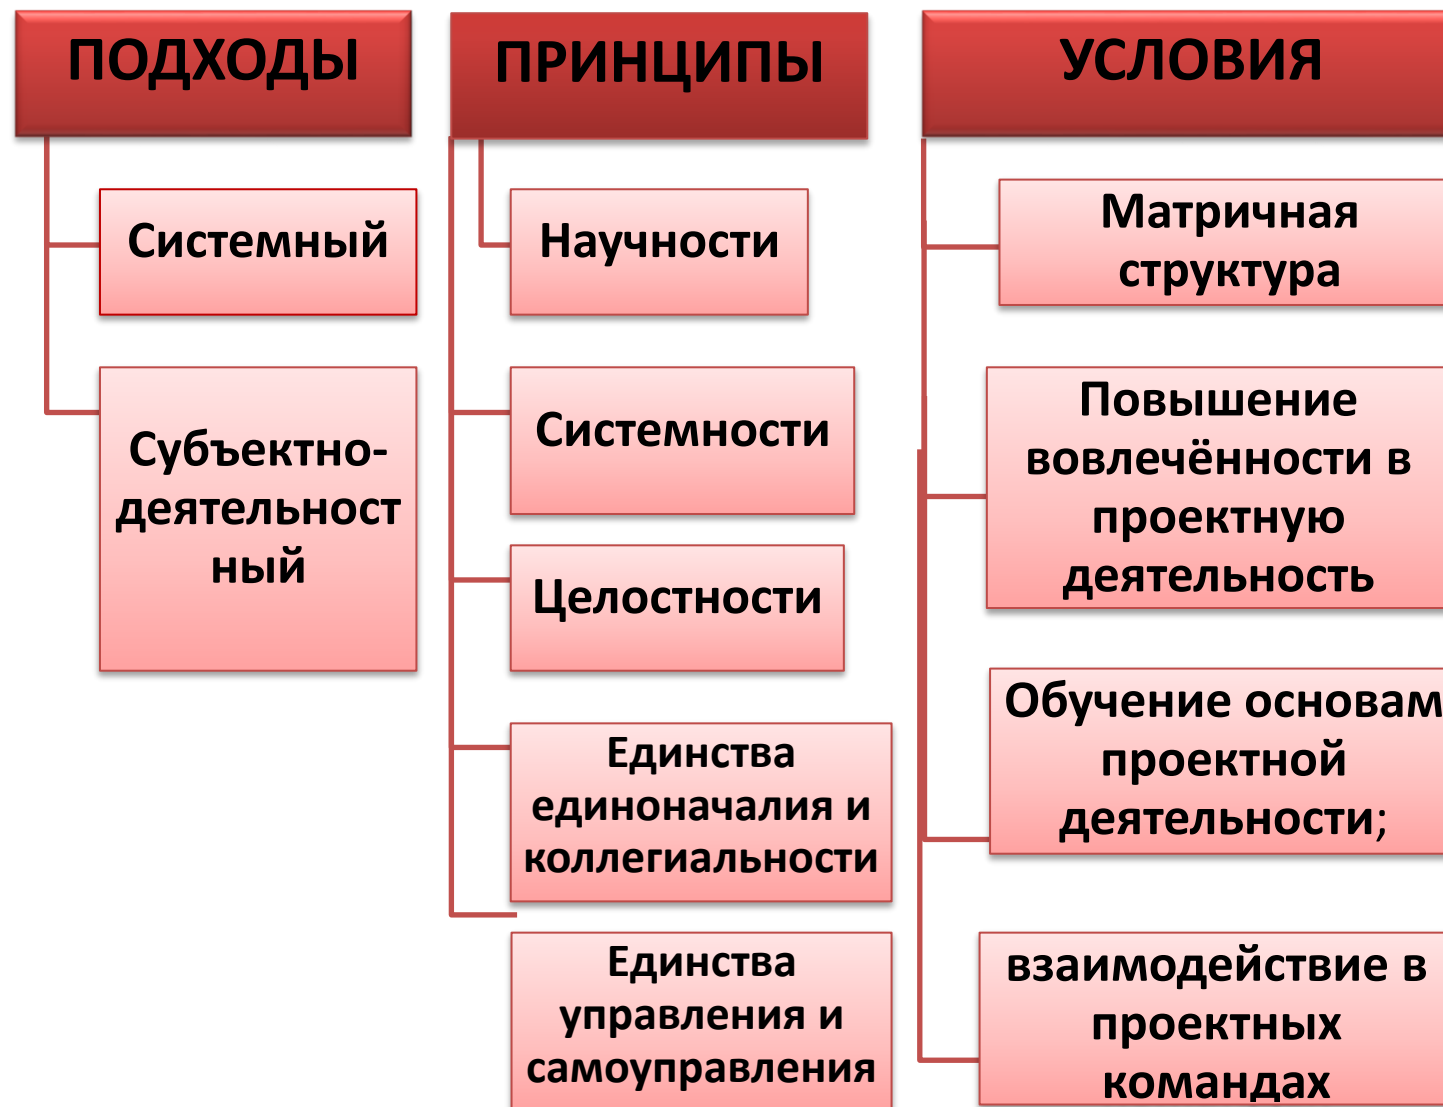 ПОДХОДЫ
Системный
Субъектно-
деятельност
ный
ПРИНЦИПЫ
Научности
Системности
Целостности
Единства
единоначалия и
коллегиальности
Единства
управления и
самоуправления
УСЛОВИЯ
Матричная
структура
Повышение
вовлечённости в
проектную
деятельность
Обучение основам
проектной
деятельности;
взаимодействие в
проектных
командах